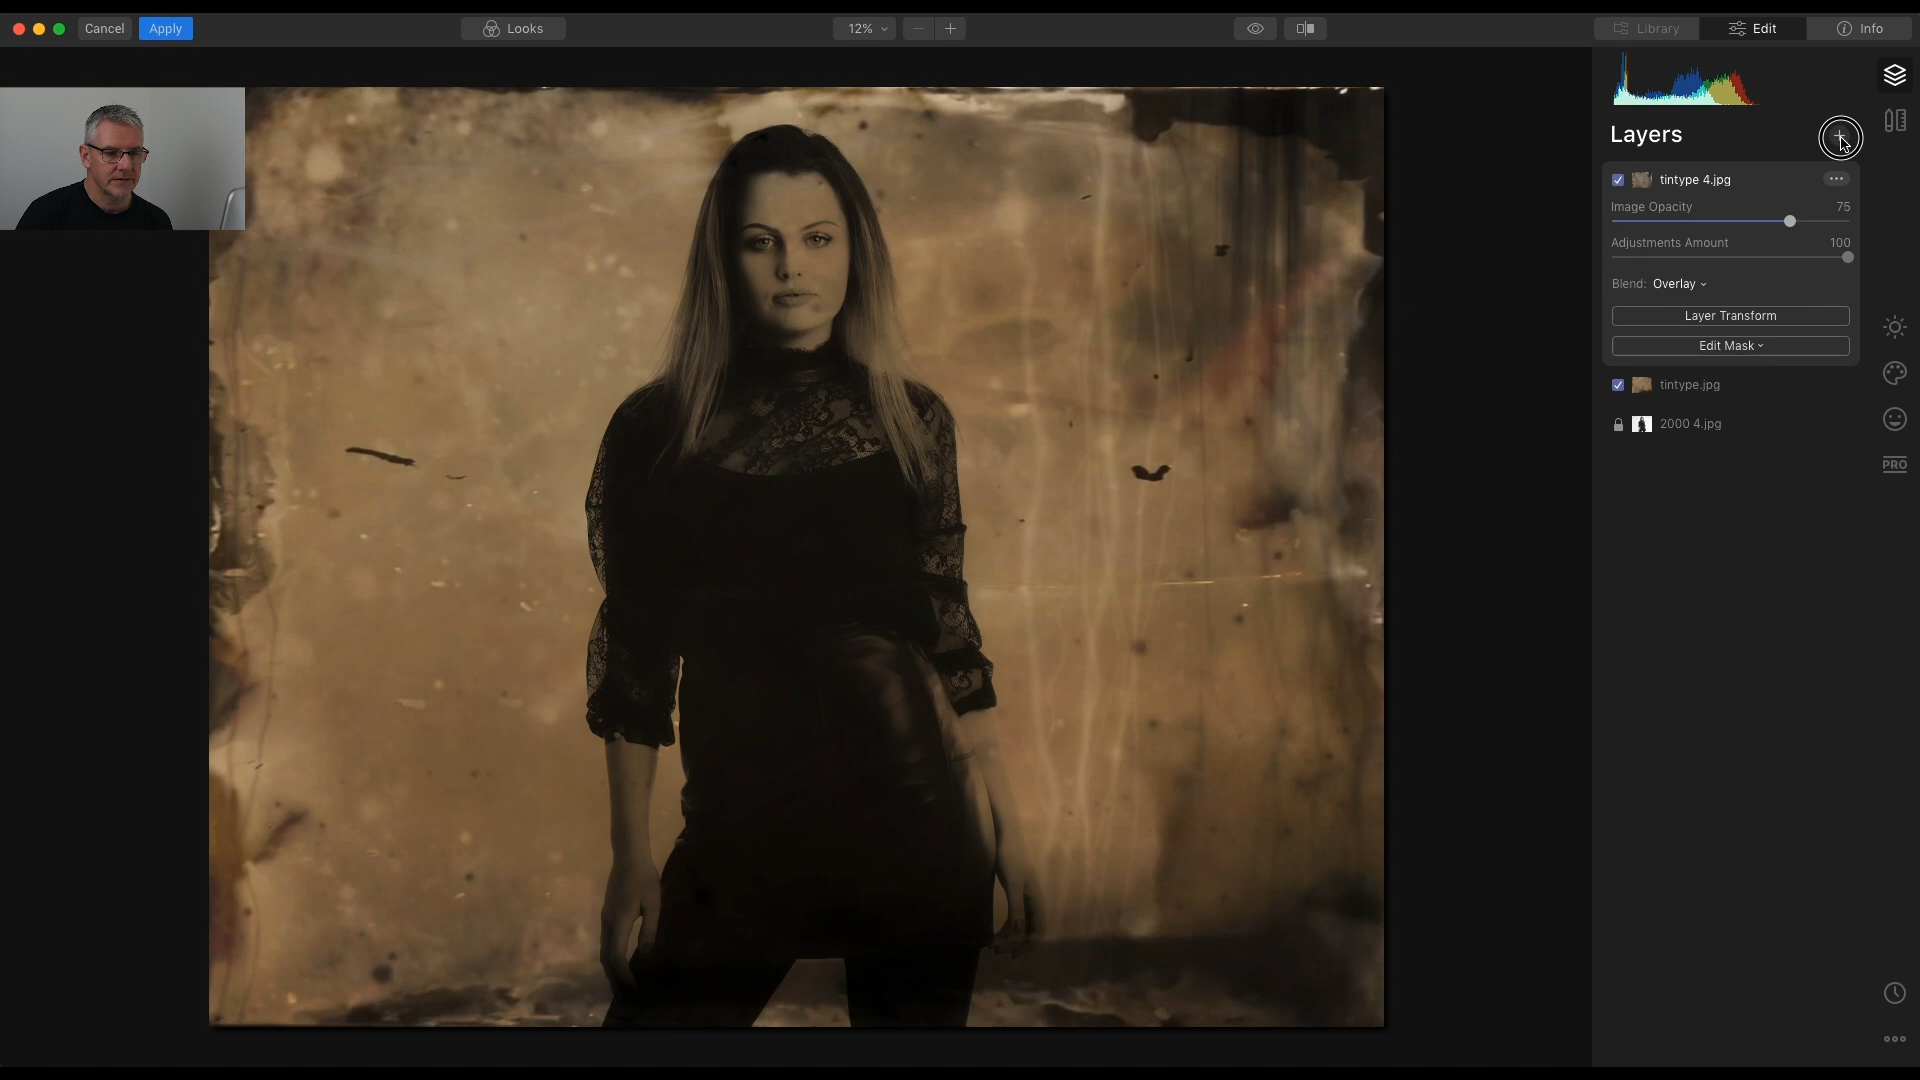 Cancel Apply Looks 12% Library Edit Info
Layers
tintype 4.jpg
Image Opacity 75
Adjustments Amount 100
Blend: Overlay
Layer Transform
Edit Mask
tintype.jpg
2000 4.jpg
PRO